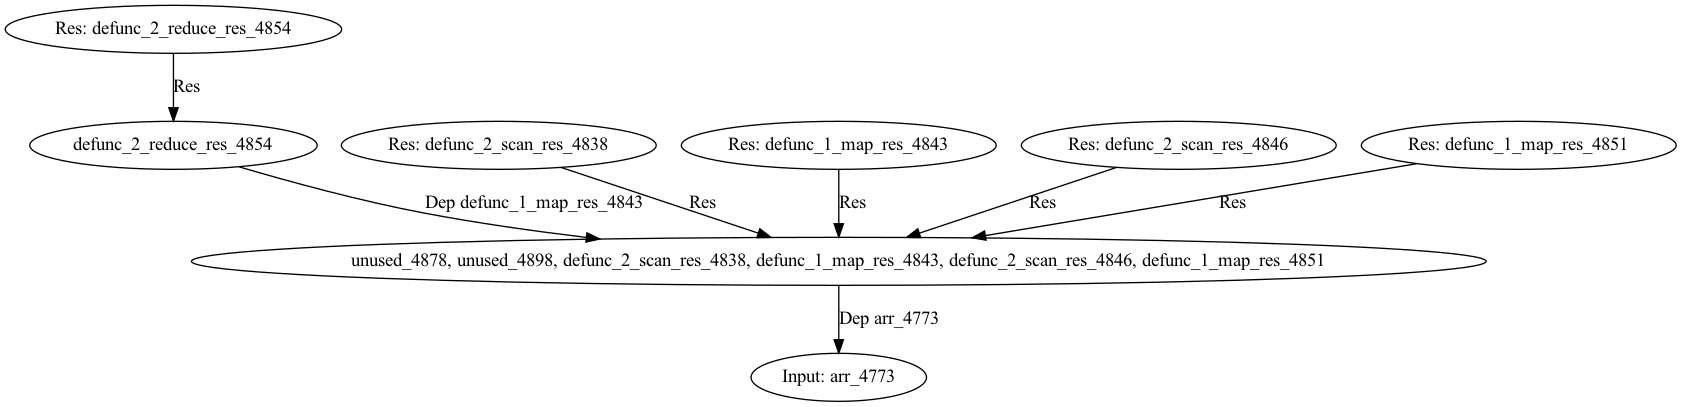 Res: defunc_2_reduce_res_4854
Res
defunc_2_reduce_res_4854
Res: defunc_2_scan_res_4838
Res: defunc_1_map_res_4843
Res: defunc_2_scan_res_4846
Res: defunc_1_map_res_4851
Dep defunc_1_map_res_4843
Res
Res
Res
Res
unused_4878, unused_4898, defunc_2_scan_res_4838, defunc_1_map_res_4843, defunc_2_scan_res_4846, defunc_1_map_res_4851
Dep arr_4773
Input: arr_4773